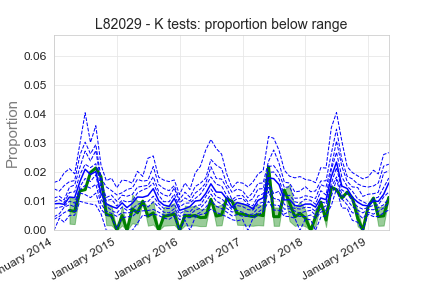 L82029 - K tests: proportion below range
0.06
0.05
0.04
0.03
0.02
0.01
0.00
Proportion
nuary 2014
January 2015
January 2016
January 2017
January 2018
January 2019